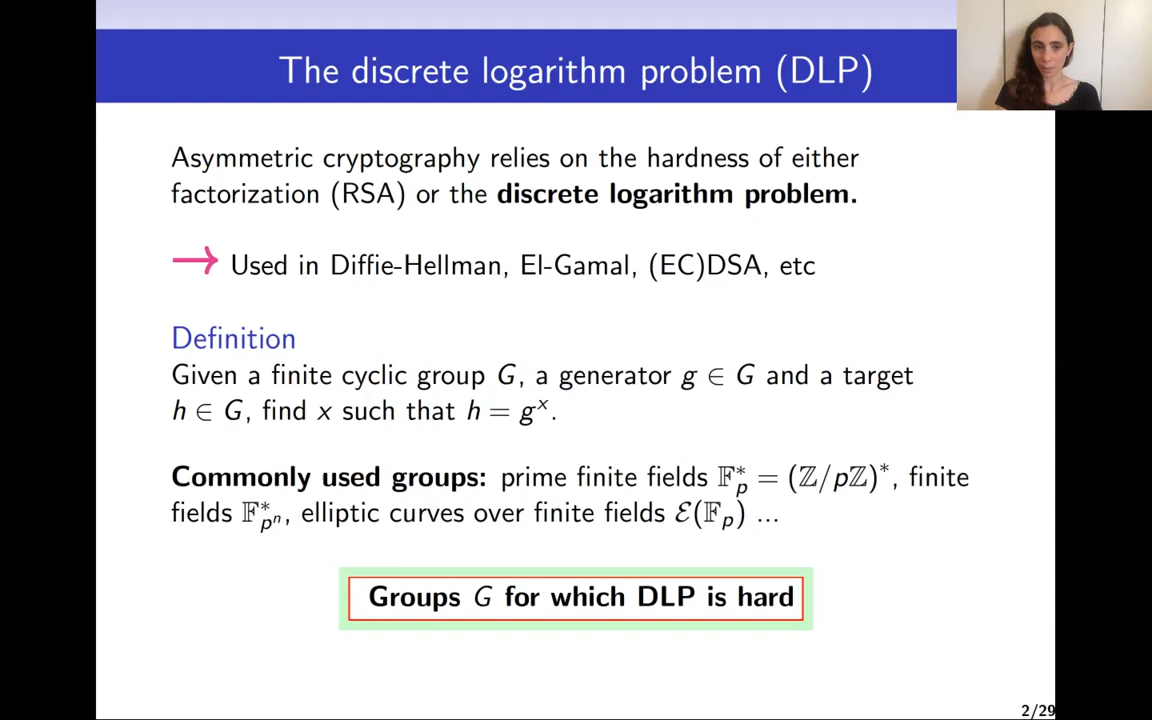 The discrete logarithm problem (DLP)
Asymmetric cryptography relies on the hardness of either
factorization (RSA) or the discrete logarithm problem.
→ Used in Diffie-Hellman, El-Gamal, (EC)DSA, etc
Definition
Given a finite cyclic group G, a generator g ∈ G and a target
h ∈ G, find x such that h = gˣ.
Commonly used groups: prime finite fields 𝔽*ₚ = (ℤ/pℤ)*, finite
fields 𝔽*_{pⁿ}, elliptic curves over finite fields ℰ(𝔽ₚ) ...
Groups G for which DLP is hard
2/29